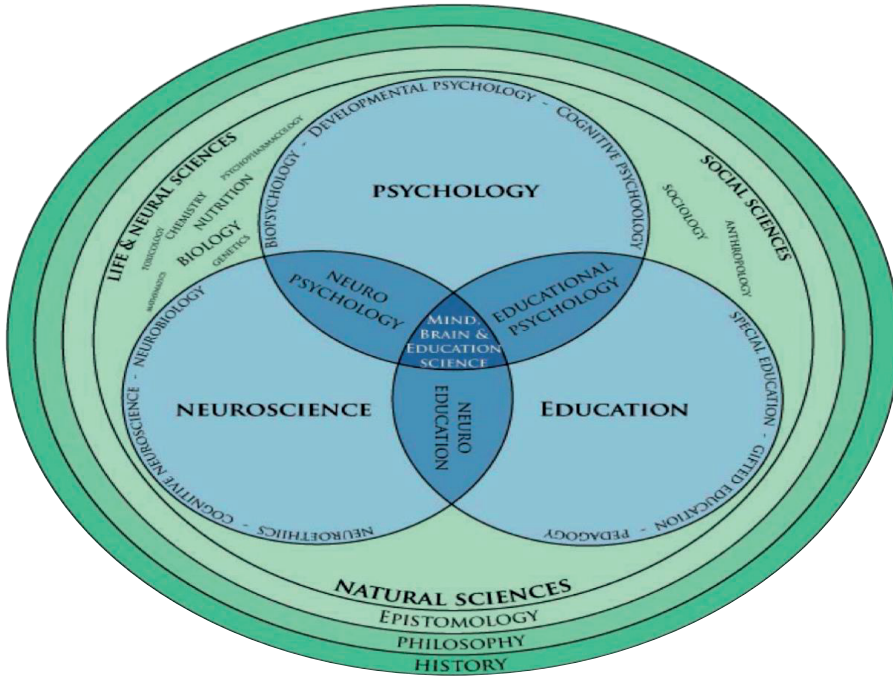 LIFE & NEURAL SCIENCES
PSYCHOPHARMACOLOGY
CHEMISTRY
NUTRITION
TOXICOLOGY
BIOLOGY
GENETICS
MATHEMATICS
BIOPSYCHOLOGY - DEVELOPMENTAL PSYCHOLOGY - COGNITIVE PSYCHOOLOGY
PSYCHOLOGY
SOCIAL SCIENCES
SOCIOLOGY
ANTHROPOLOGY
NEURO
PSYCHOLOGY
EDUCATIONAL
PSYCHOLOGY
MIND,
BRAIN &
EDUCATION
SCIENCE
NEUROETHICS - COGNITIVE NEUROSCIENCE - NEUROBIOLOGY
NEUROSCIENCE
NEURO
EDUCATION
EDUCATION
SPECIAL EDUCATION - GIFTED EDUCATION - PEDAGOGY
NATURAL SCIENCES
EPISTOMOLOGY
PHILOSOPHY
HISTORY